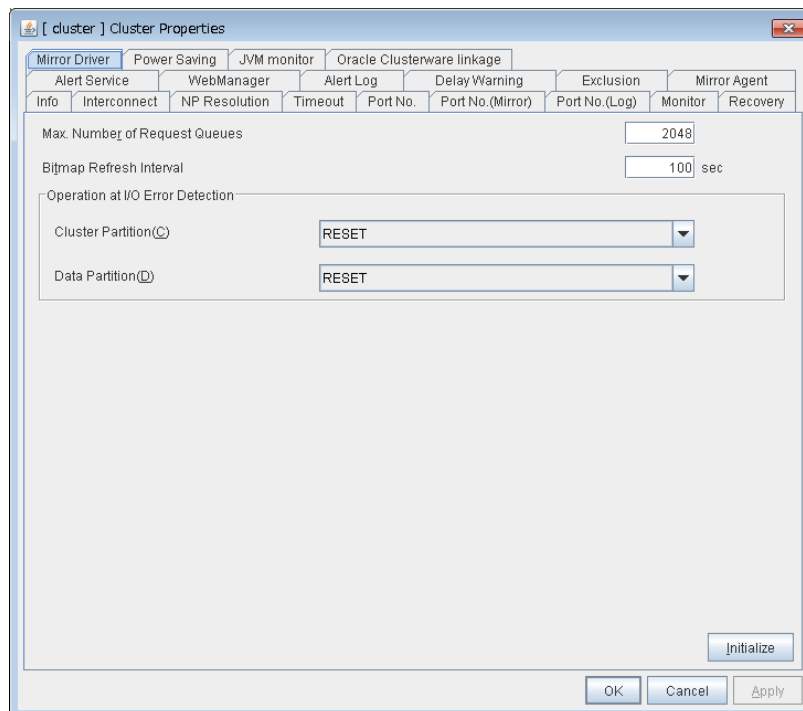 [ cluster ] Cluster Properties
Mirror Driver Power Saving JVM monitor Oracle Clusterware linkage
Alert Service WebManager Alert Log Delay Warning Exclusion Mirror Agent
Info Interconnect NP Resolution Timeout Port No. Port No.(Mirror) Port No.(Log) Monitor Recovery
Max. Number of Request Queues 2048
Bitmap Refresh Interval 100 sec
Operation at I/O Error Detection
Cluster Partition(C) RESET
Data Partition(D) RESET
Initialize
OK Cancel Apply